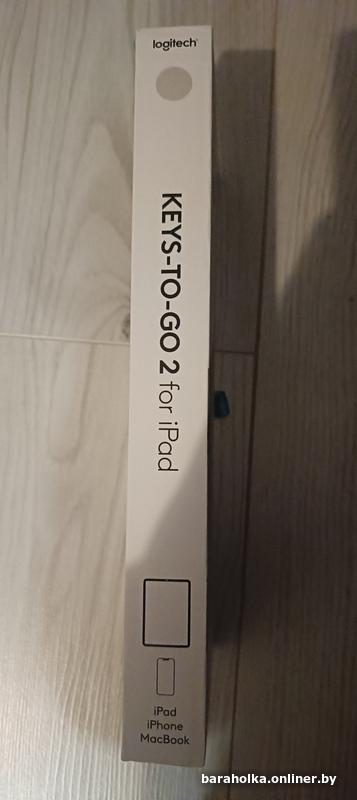 logitech
KEYS-TO-GO 2 for iPad
iPad
iPhone
MacBook
baraholka.onliner.by